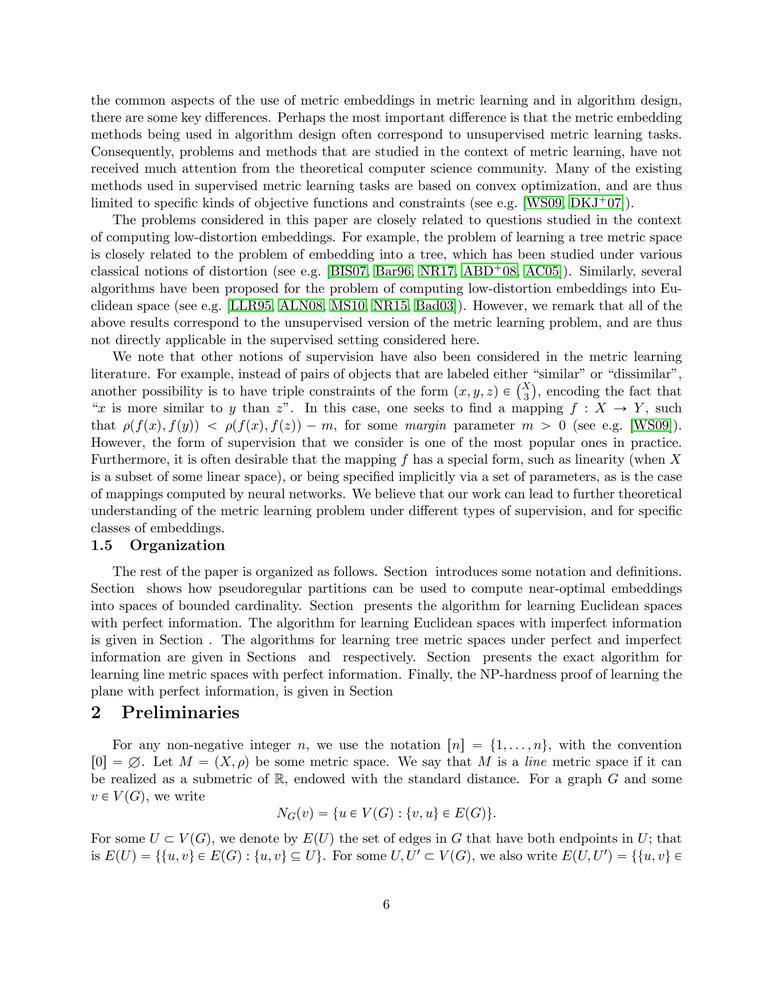 the common aspects of the use of metric embeddings in metric learning and in algorithm design,
there are some key differences. Perhaps the most important difference is that the metric embedding
methods being used in algorithm design often correspond to unsupervised metric learning tasks.
Consequently, problems and methods that are studied in the context of metric learning, have not
received much attention from the theoretical computer science community. Many of the existing
methods used in supervised metric learning tasks are based on convex optimization, and are thus
limited to specific kinds of objective functions and constraints (see e.g. [WS09, DKJ⁺07]).
The problems considered in this paper are closely related to questions studied in the context
of computing low-distortion embeddings. For example, the problem of learning a tree metric space
is closely related to the problem of embedding into a tree, which has been studied under various
classical notions of distortion (see e.g. [BIS07, Bar96, NR17, ABD⁺08, AC05]). Similarly, several
algorithms have been proposed for the problem of computing low-distortion embeddings into Eu-
clidean space (see e.g. [LLR95, ALN08, MS10, NR15, Bad03]). However, we remark that all of the
above results correspond to the unsupervised version of the metric learning problem, and are thus
not directly applicable in the supervised setting considered here.
We note that other notions of supervision have also been considered in the metric learning
literature. For example, instead of pairs of objects that are labeled either “similar” or “dissimilar”,
another possibility is to have triple constraints of the form (x, y, z) ∈ (X 3), encoding the fact that
“x is more similar to y than z”. In this case, one seeks to find a mapping f : X → Y, such
that ρ(f(x), f(y)) < ρ(f(x), f(z)) − m, for some margin parameter m > 0 (see e.g. [WS09]).
However, the form of supervision that we consider is one of the most popular ones in practice.
Furthermore, it is often desirable that the mapping f has a special form, such as linearity (when X
is a subset of some linear space), or being specified implicitly via a set of parameters, as is the case
of mappings computed by neural networks. We believe that our work can lead to further theoretical
understanding of the metric learning problem under different types of supervision, and for specific
classes of embeddings.
1.5 Organization
The rest of the paper is organized as follows. Section introduces some notation and definitions.
Section shows how pseudoregular partitions can be used to compute near-optimal embeddings
into spaces of bounded cardinality. Section presents the algorithm for learning Euclidean spaces
with perfect information. The algorithm for learning Euclidean spaces with imperfect information
is given in Section . The algorithms for learning tree metric spaces under perfect and imperfect
information are given in Sections and respectively. Section presents the exact algorithm for
learning line metric spaces with perfect information. Finally, the NP-hardness proof of learning the
plane with perfect information, is given in Section
2 Preliminaries
For any non-negative integer n, we use the notation [n] = {1, . . . , n}, with the convention
[0] = ∅. Let M = (X, ρ) be some metric space. We say that M is a line metric space if it can
be realized as a submetric of ℝ, endowed with the standard distance. For a graph G and some
v ∈ V(G), we write
N_G(v) = {u ∈ V(G) : {v, u} ∈ E(G)}.
For some U ⊂ V(G), we denote by E(U) the set of edges in G that have both endpoints in U; that
is E(U) = {{u, v} ∈ E(G) : {u, v} ⊆ U}. For some U, U′ ⊂ V(G), we also write E(U, U′) = {{u, v} ∈
6